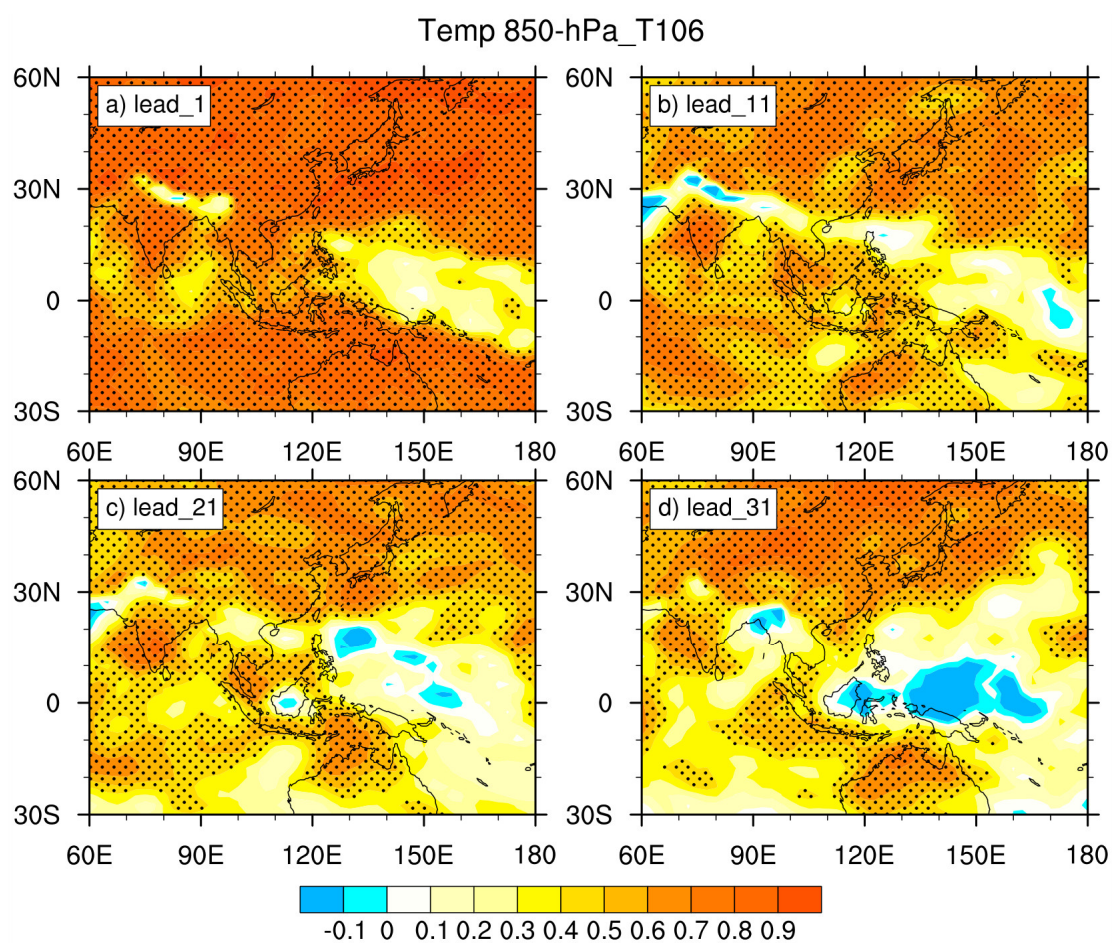 Temp 850-hPa_T106
60N
30N
0
30S
a) lead_1
60E 90E 120E 150E 180
60N
30N
0
30S
b) lead_11
60E 90E 120E 150E 180
60N
30N
0
30S
c) lead_21
60E 90E 120E 150E 180
60N
30N
0
30S
d) lead_31
60E 90E 120E 150E 180
-0.1 0 0.1 0.2 0.3 0.4 0.5 0.6 0.7 0.8 0.9